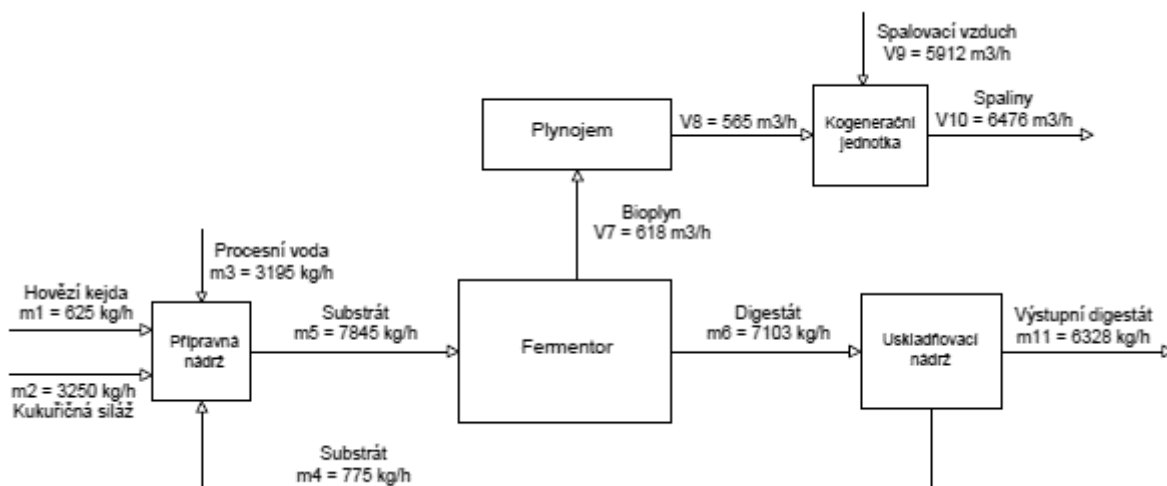 Spalovací vzduch
V9 = 5912 m3/h
Plynojem
V8 = 565 m3/h
Kogenerační
jednotka
Spaliny
V10 = 6476 m3/h
Bioplyn
V7 = 618 m3/h
Procesní voda
m3 = 3195 kg/h
Hovězí kejda
m1 = 625 kg/h
Přípravná
nádrž
m2 = 3250 kg/h
Kukuřičná siláž
Substrát
m5 = 7845 kg/h
Fermentor
Digestát
m6 = 7103 kg/h
Uskladňovací
nádrž
Výstupní digestát
m11 = 6328 kg/h
Substrát
m4 = 775 kg/h